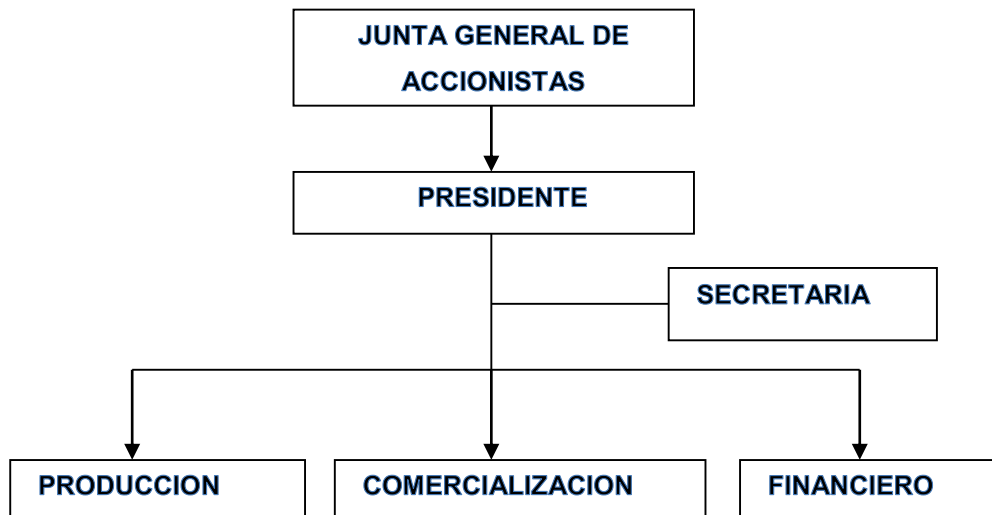 JUNTA GENERAL DE
ACCIONISTAS
PRESIDENTE
SECRETARIA
PRODUCCION
COMERCIALIZACION
FINANCIERO